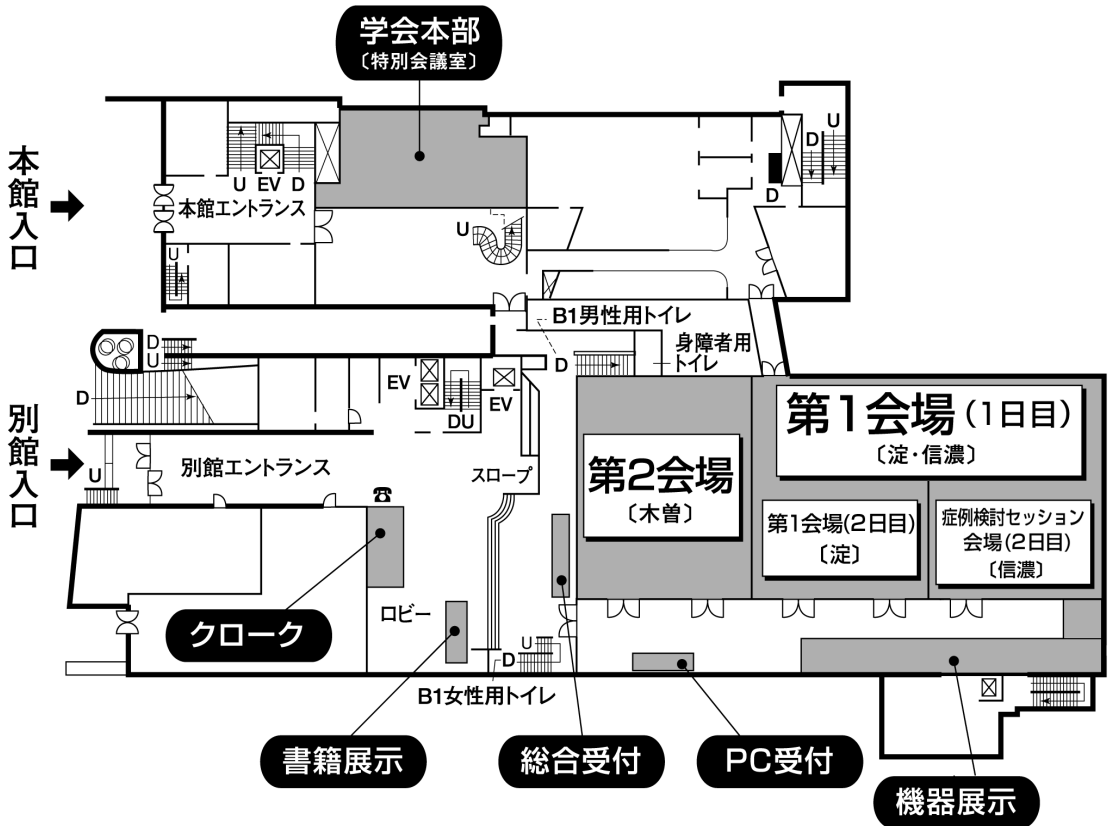 学会本部
〔特別会議室〕
本館入口
U EV D
本館エントランス
U
U
D
U
D
B1男性用トイレ
身障者用
トイレ
D
D
U
D
EV
DU
EV
別館入口
U
別館エントランス
スロープ
第1会場(1日目)
〔淀・信濃〕
第2会場
〔木曽〕
第1会場(2日目)
〔淀〕
症例検討セッション
会場(2日目)
〔信濃〕
クローク
ロビー
U
D
B1女性用トイレ
書籍展示
総合受付
PC受付
機器展示